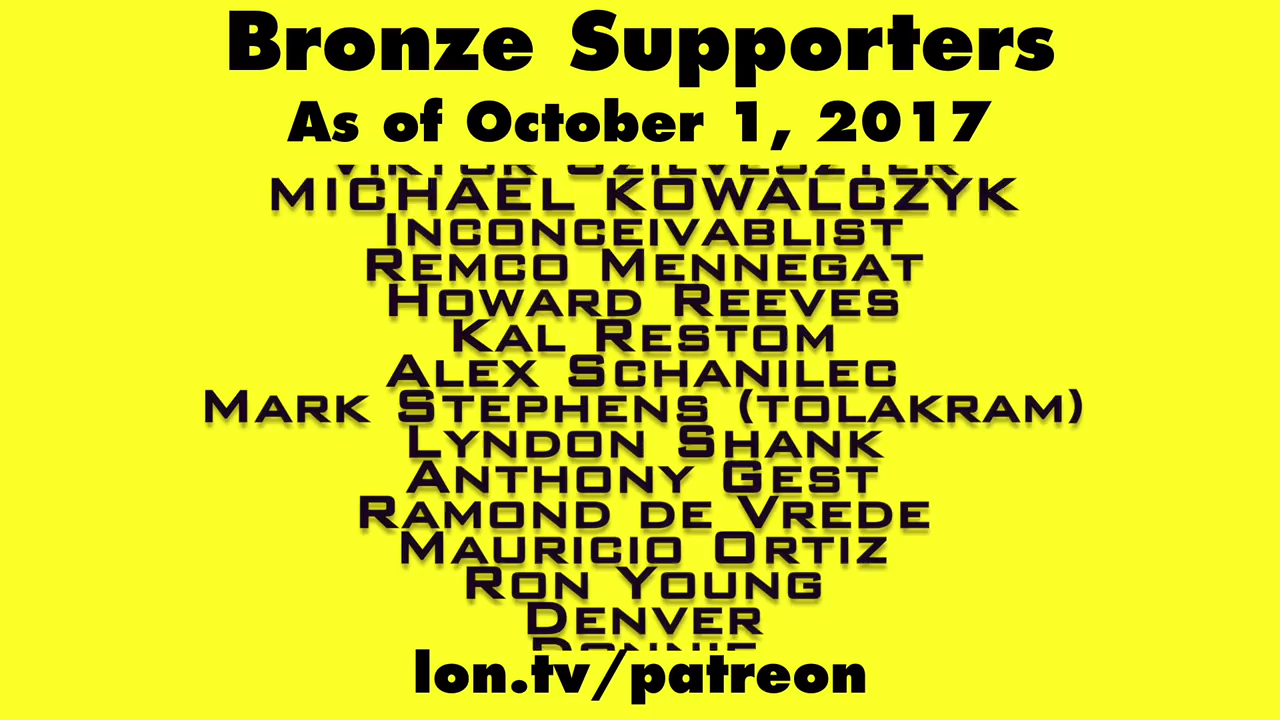 Bronze Supporters
As of October 1, 2017
MICHAEL KOWALCZYK
INCONCEIVABLIST
REMCO MENNEGAT
HOWARD REEVES
KAL RESTOM
ALEX SCHANILEC
MARK STEPHENS (TOLAKRAM)
LYNDON SHANK
ANTHONY GEST
RAMOND DE VREDE
MAURICIO ORTIZ
RON YOUNG
DENVER
lon.tv/patreon